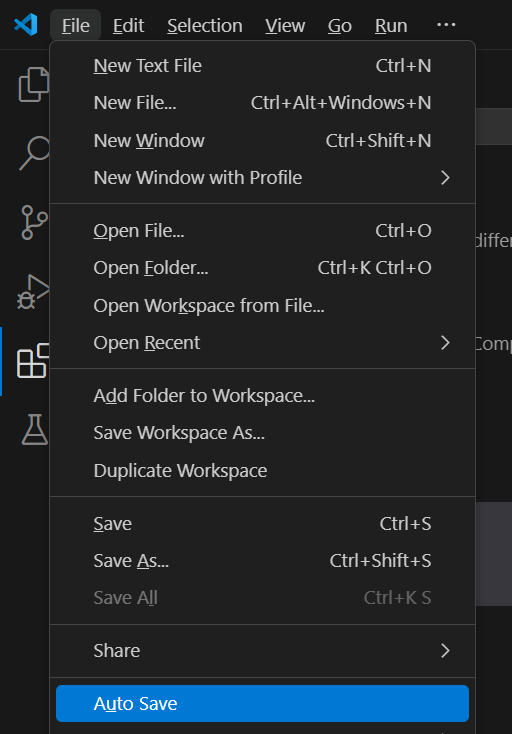 File Edit Selection View Go Run ...
New Text File Ctrl+N
New File... Ctrl+Alt+Windows+N
New Window Ctrl+Shift+N
New Window with Profile
Open File... Ctrl+O
Open Folder... Ctrl+K Ctrl+O
Open Workspace from File...
Open Recent
Add Folder to Workspace...
Save Workspace As...
Duplicate Workspace
Save Ctrl+S
Save As... Ctrl+Shift+S
Save All Ctrl+K S
Share
Auto Save